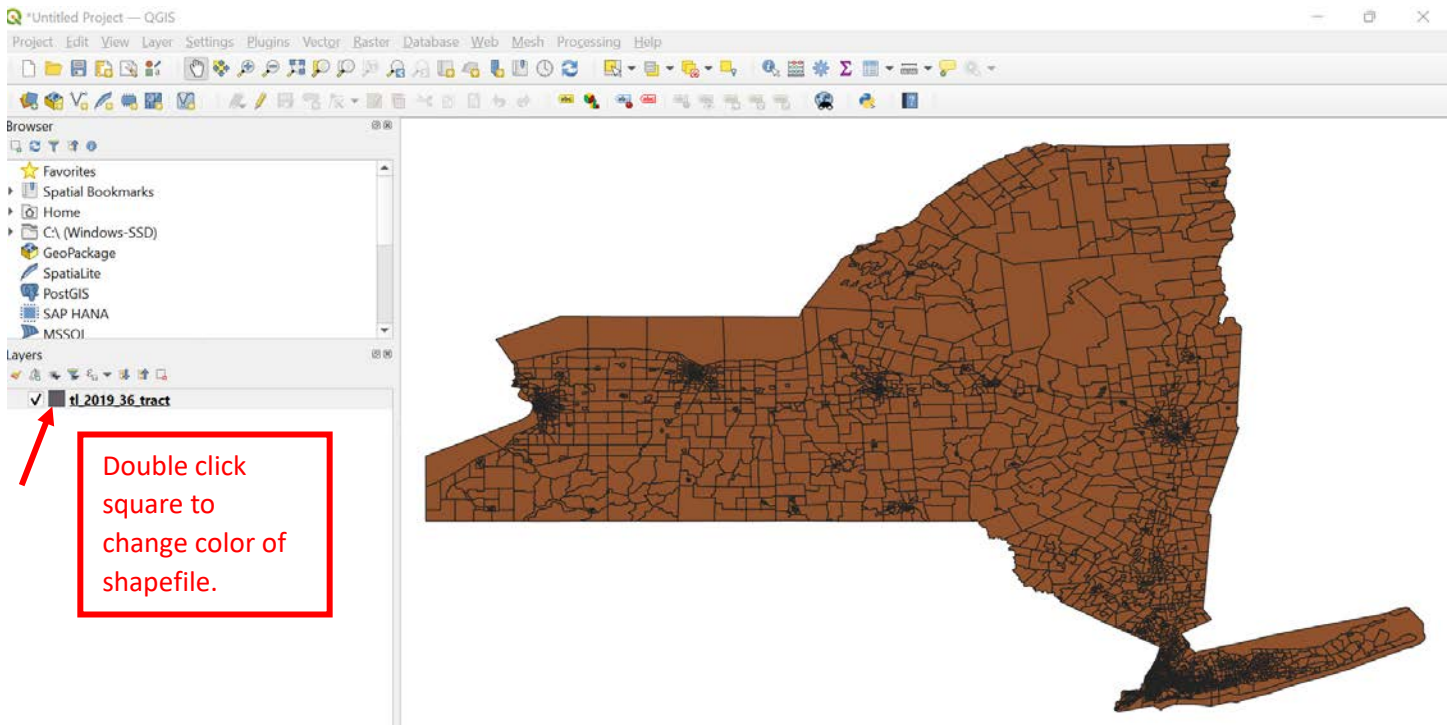 *Untitled Project — QGIS
Project Edit View Layer Settings Plugins Vector Raster Database Web Mesh Processing Help
Browser
Favorites
Spatial Bookmarks
Home
C:\ (Windows-SSD)
GeoPackage
SpatiaLite
PostGIS
SAP HANA
MSSQL
Layers
tl_2019_36_tract
Double click
square to
change color of
shapefile.